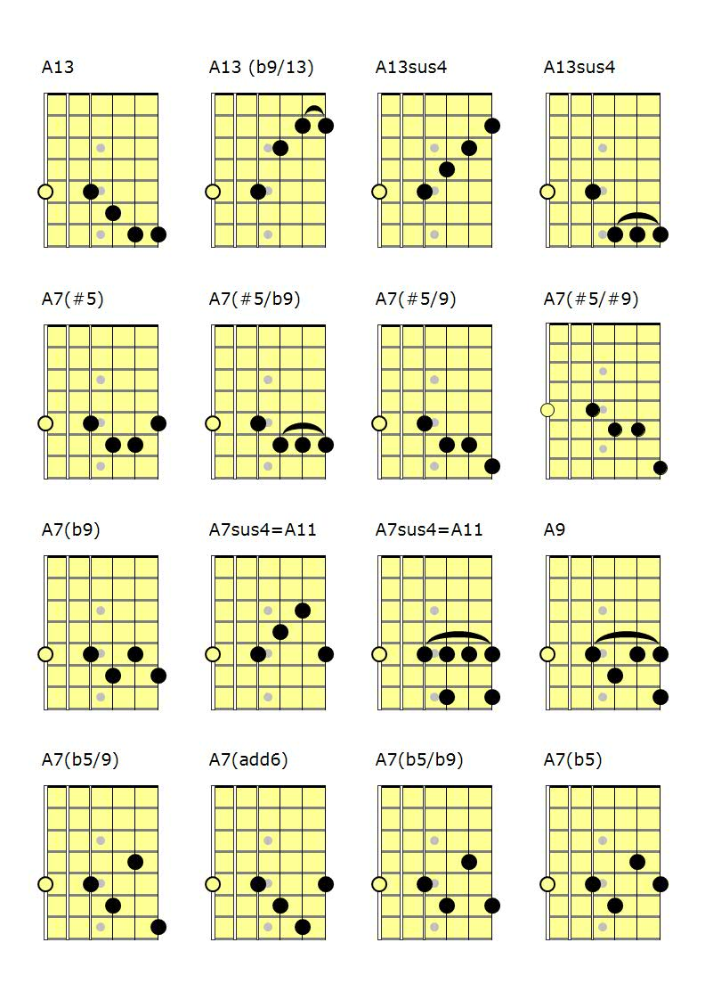 A13 A13 (b9/13) A13sus4 A13sus4
A7(#5) A7(#5/b9) A7(#5/9) A7(#5/#9)
A7(b9) A7sus4=A11 A7sus4=A11 A9
A7(b5/9) A7(add6) A7(b5/b9) A7(b5)